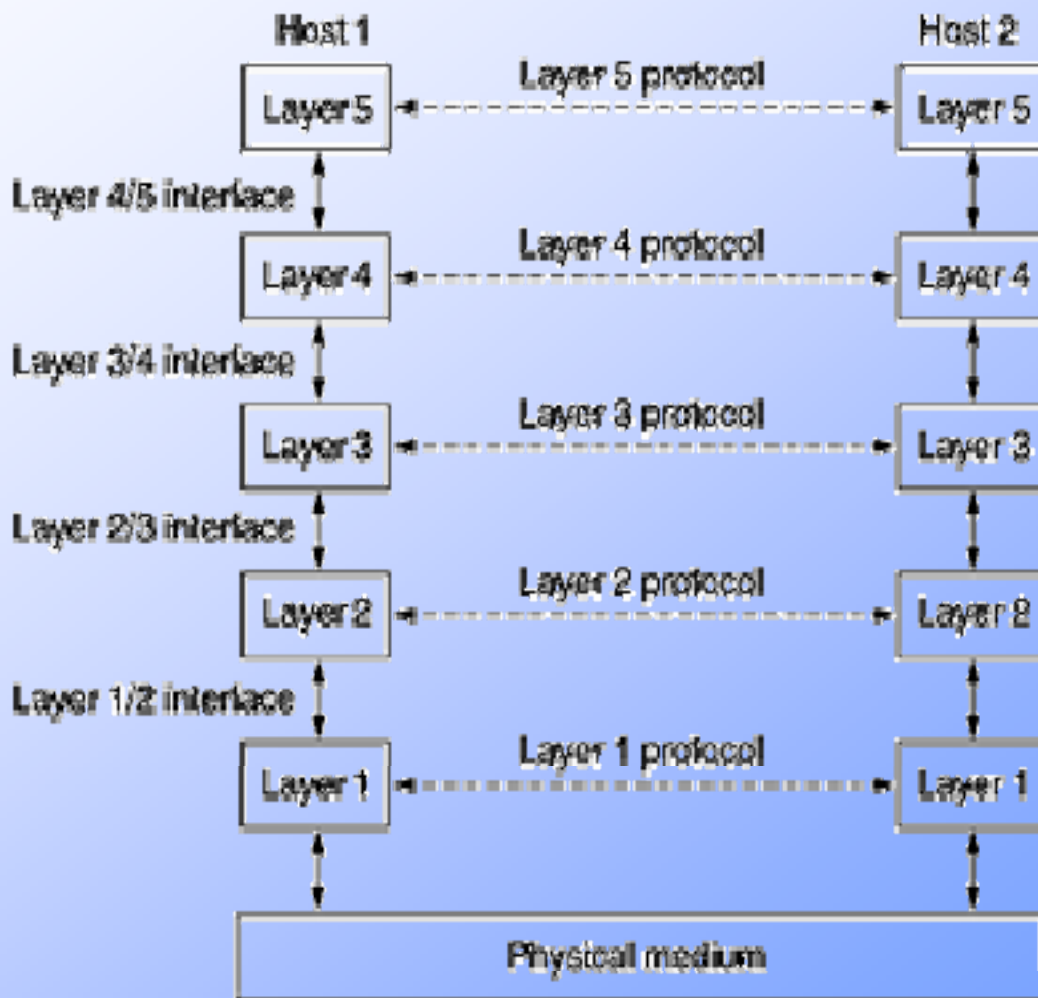 Host 1 Host 2
Layer 5 protocol
Layer 5 Layer 5
Layer 4/5 interface
Layer 4 protocol
Layer 4 Layer 4
Layer 3/4 interface
Layer 3 protocol
Layer 3 Layer 3
Layer 2/3 interface
Layer 2 protocol
Layer 2 Layer 2
Layer 1/2 interface
Layer 1 protocol
Layer 1 Layer 1
Physical medium